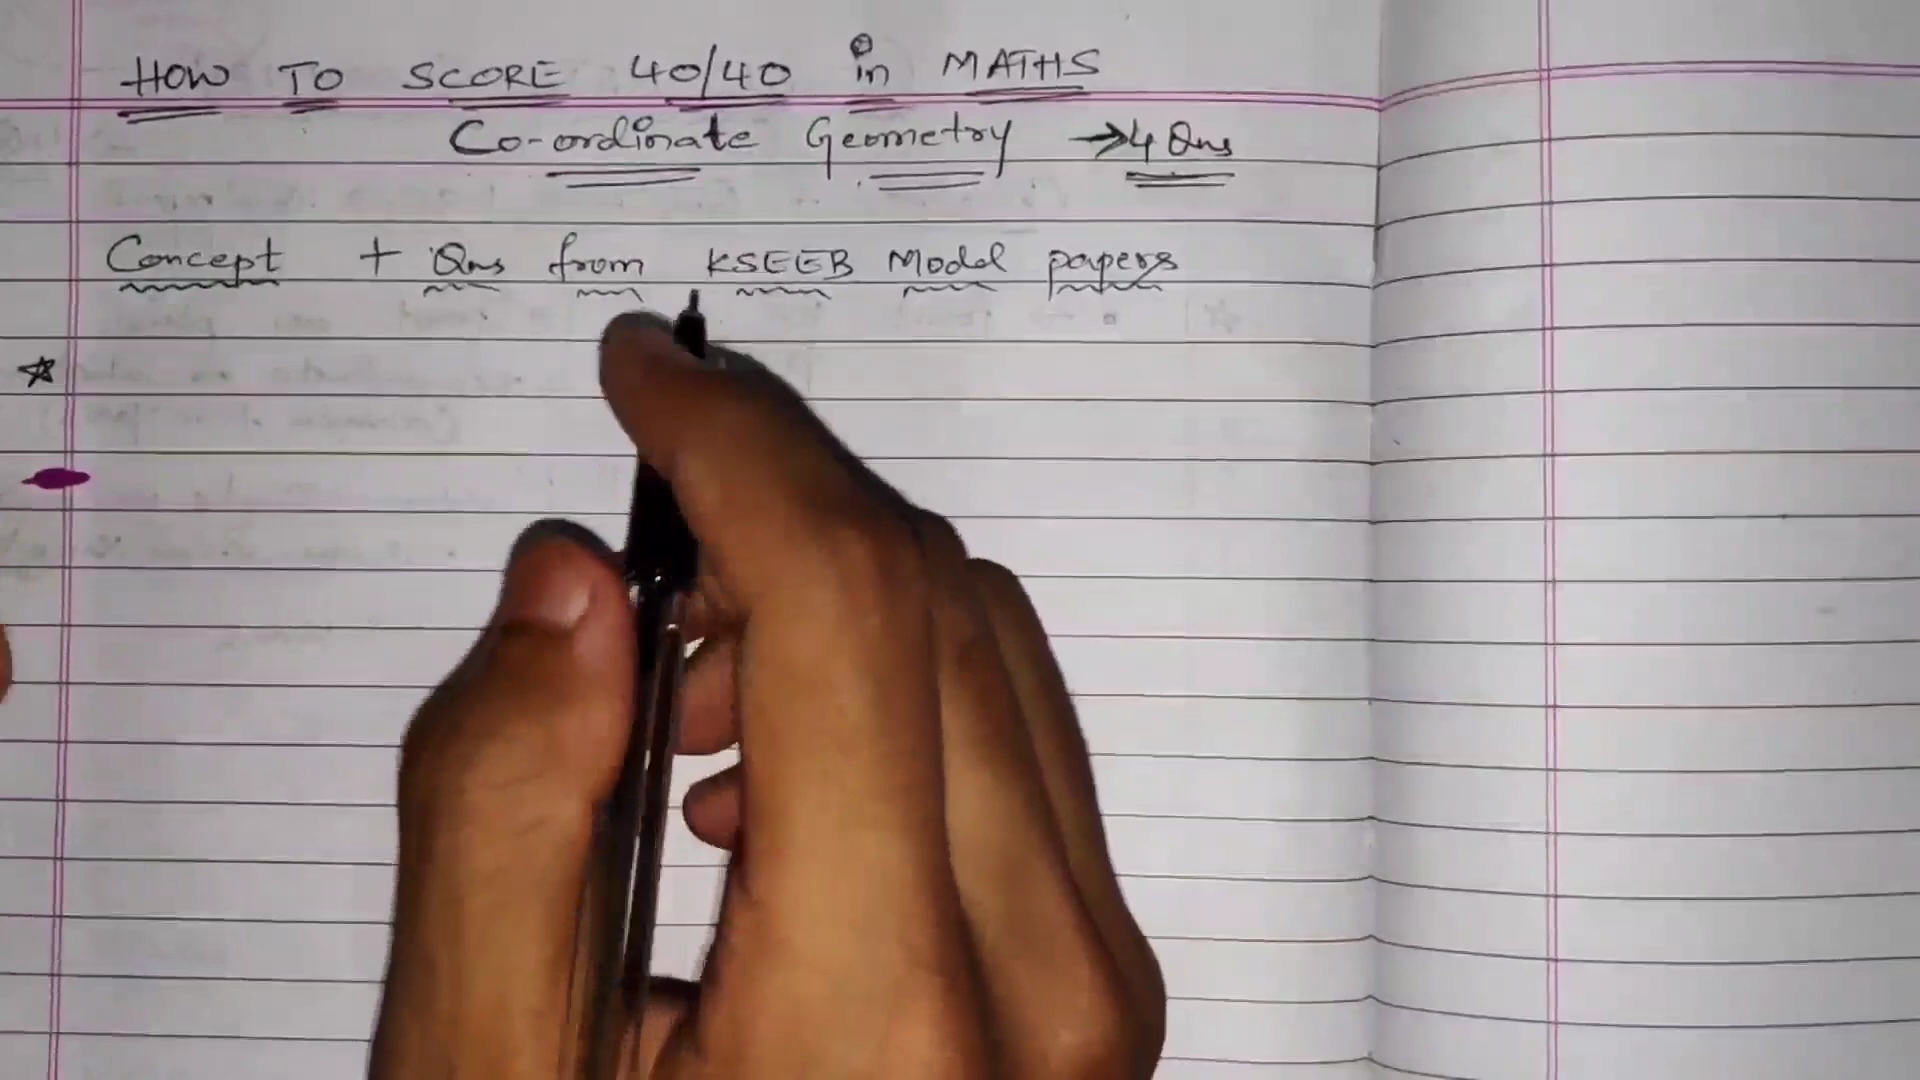 HOW TO SCORE 40/40 in MATHS
Co-ordinate Geometry → 4 Qns
Concept + Qns from KSEEB Model papers